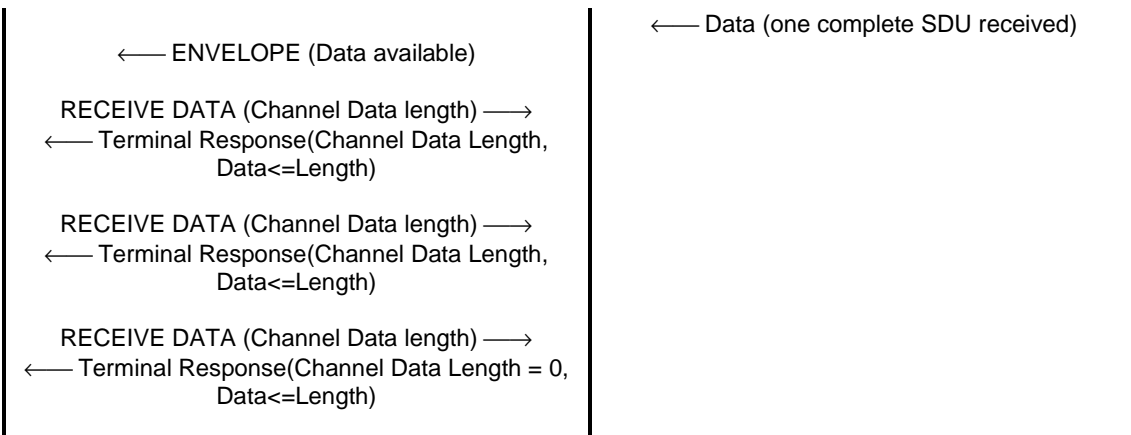 ⟵ Data (one complete SDU received)
⟵ ENVELOPE (Data available)
RECEIVE DATA (Channel Data length) ⟶
⟵ Terminal Response(Channel Data Length,
Data<=Length)
RECEIVE DATA (Channel Data length) ⟶
⟵ Terminal Response(Channel Data Length,
Data<=Length)
RECEIVE DATA (Channel Data length) ⟶
⟵ Terminal Response(Channel Data Length = 0,
Data<=Length)